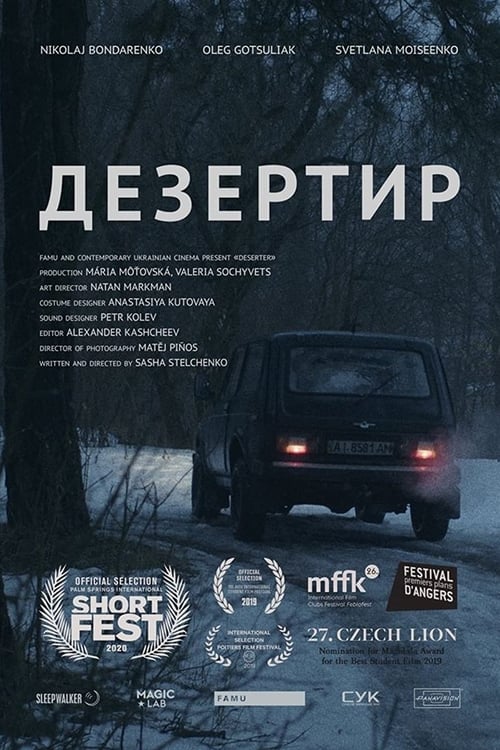 NIKOLAJ BONDARENKO OLEG GOTSULIAK SVETLANA MOISEENKO
ДЕЗЕРТИР
FAMU AND CONTEMPORARY UKRAINIAN CINEMA PRESENT «DESERTER»
PRODUCTION MÁRIA MÔŤOVSKÁ, VALERIA SOCHYVETS
ART DIRECTOR NATAN MARKMAN
COSTUME DESIGNER ANASTASIYA KUTOVAYA
SOUND DESIGNER PETR KOLEV
EDITOR ALEXANDER KASHCHEEV
DIRECTOR OF PHOTOGRAPHY MATĚJ PIŇOS
WRITTEN AND DIRECTED BY SASHA STELCHENKO
OFFICIAL SELECTION
PALM SPRINGS INTERNATIONAL
SHORT
FEST
2020
OFFICIAL
SELECTION
2019
mffk 26.
International Film
Clubs Festival Febiofest
FESTIVAL
premiers plans
D'ANGERS
INTERNATIONAL
SELECTION
POITIERS FILM FESTIVAL
2019
27. CZECH LION
Nomination for Magnesia Award
for the Best Student Film 2019
SLEEPWALKER
MAGIC
LAB
FAMU
СУК
PANAVISION